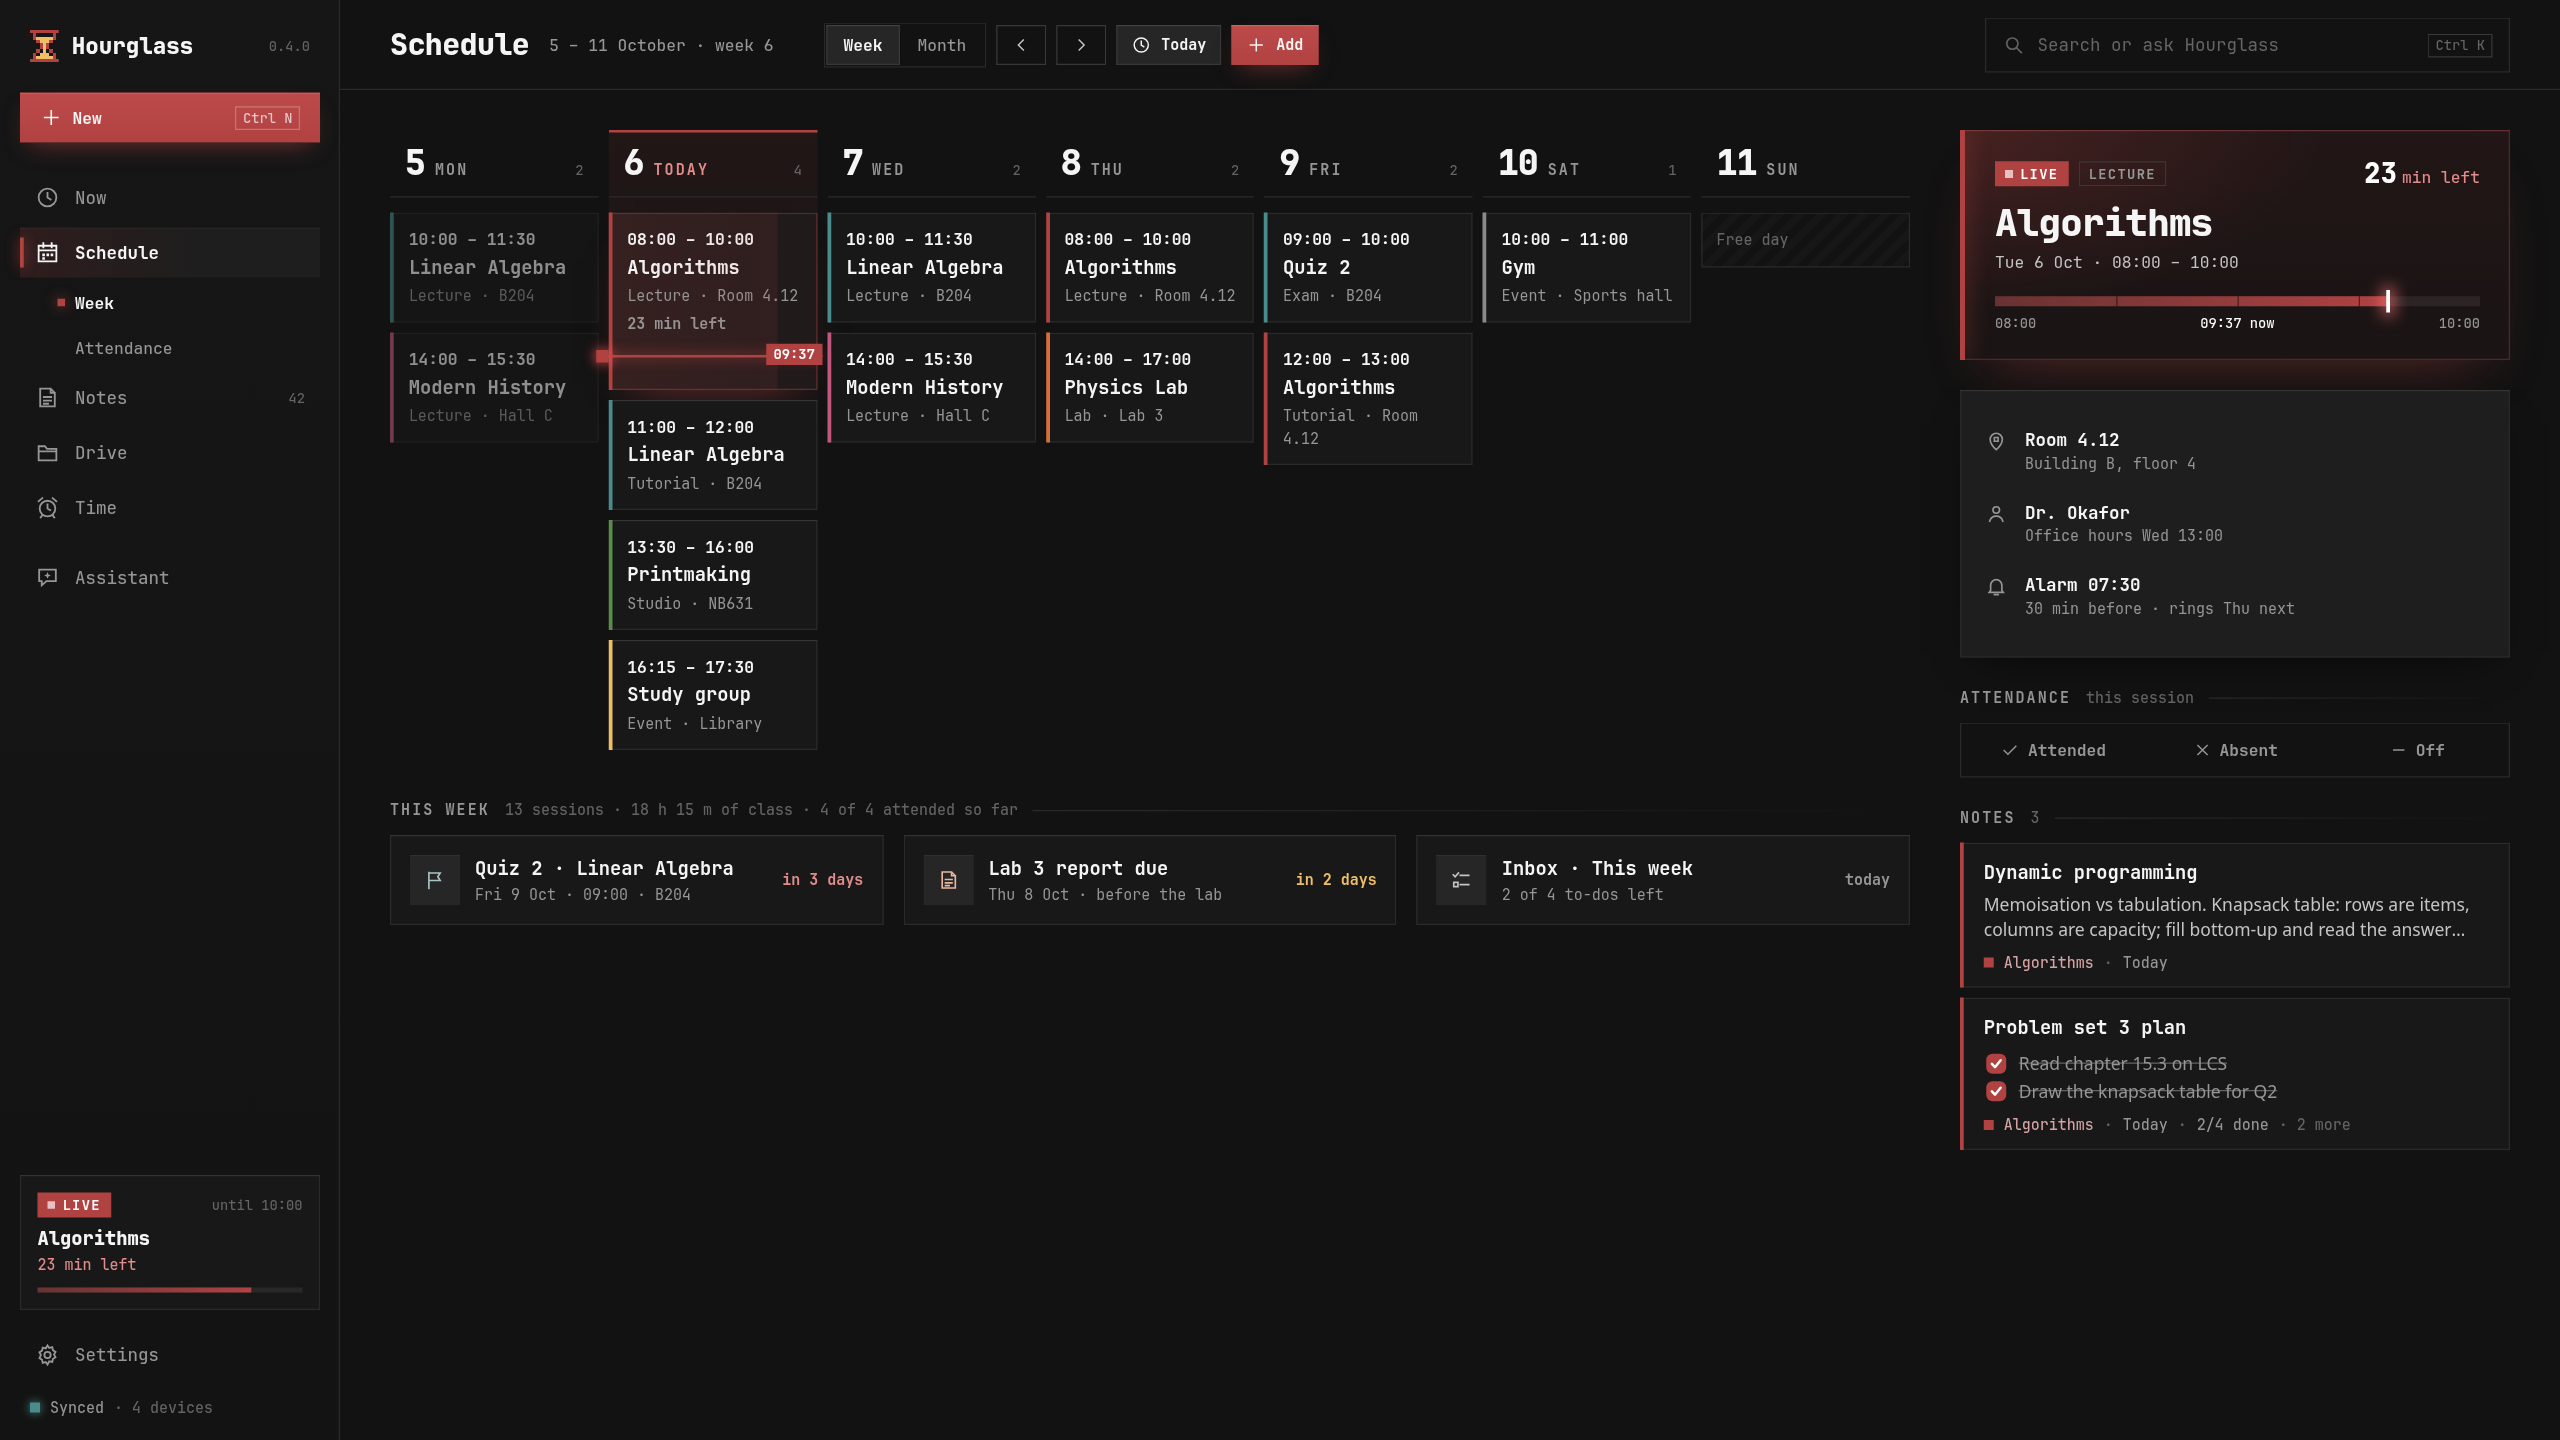 Hourglass
0.4.0
New
Ctrl N
Now
Schedule
Week
Attendance
Notes
42
Drive
Time
Assistant
LIVE
until 10:00
Algorithms
23 min left
Settings
Synced · 4 devices
Schedule
5 – 11 October · week 6
Week
Month
Today
Add
Search or ask Hourglass
Ctrl K
5 MON
2
10:00 – 11:30
Linear Algebra
Lecture · B204
14:00 – 15:30
Modern History
Lecture · Hall C
6 TODAY
4
08:00 – 10:00
Algorithms
Lecture · Room 4.12
23 min left
09:37
11:00 – 12:00
Linear Algebra
Tutorial · B204
13:30 – 16:00
Printmaking
Studio · NB631
16:15 – 17:30
Study group
Event · Library
7 WED
2
10:00 – 11:30
Linear Algebra
Lecture · B204
14:00 – 15:30
Modern History
Lecture · Hall C
8 THU
2
08:00 – 10:00
Algorithms
Lecture · Room 4.12
14:00 – 17:00
Physics Lab
Lab · Lab 3
9 FRI
2
09:00 – 10:00
Quiz 2
Exam · B204
12:00 – 13:00
Algorithms
Tutorial · Room
4.12
10 SAT
1
10:00 – 11:00
Gym
Event · Sports hall
11 SUN
Free day
THIS WEEK 13 sessions · 18 h 15 m of class · 4 of 4 attended so far
Quiz 2 · Linear Algebra
Fri 9 Oct · 09:00 · B204
in 3 days
Lab 3 report due
Thu 8 Oct · before the lab
in 2 days
Inbox · This week
2 of 4 to-dos left
today
LIVE
LECTURE
23 min left
Algorithms
Tue 6 Oct · 08:00 – 10:00
08:00
09:37 now
10:00
Room 4.12
Building B, floor 4
Dr. Okafor
Office hours Wed 13:00
Alarm 07:30
30 min before · rings Thu next
ATTENDANCE this session
Attended
Absent
Off
NOTES 3
Dynamic programming
Memoisation vs tabulation. Knapsack table: rows are items,
columns are capacity; fill bottom-up and read the answer…
Algorithms · Today
Problem set 3 plan
Read chapter 15.3 on LCS
Draw the knapsack table for Q2
Algorithms · Today · 2/4 done · 2 more